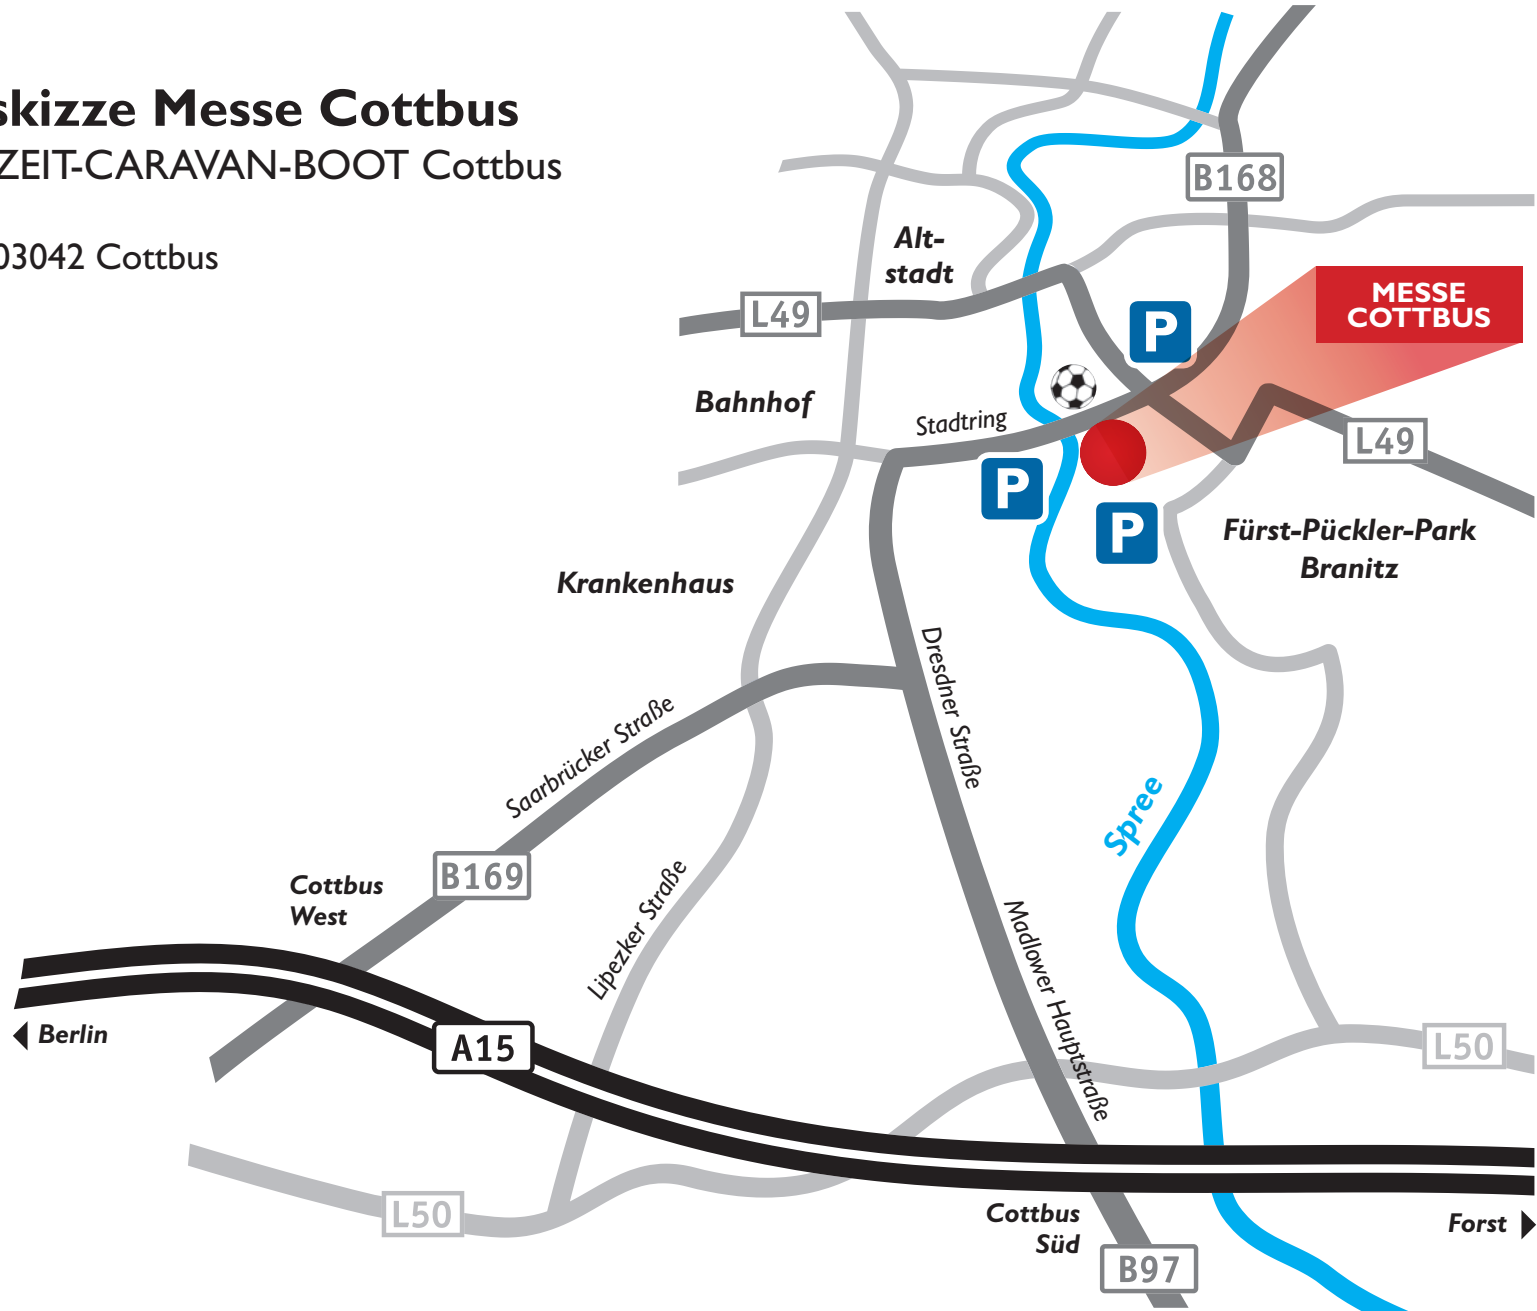 skizze Messe Cottbus
ZEIT-CARAVAN-BOOT Cottbus
03042 Cottbus
B168
Alt-
stadt
MESSE
COTTBUS
L49
P
Bahnhof
Stadtring
L49
P
P
Fürst-Pückler-Park
Branitz
Krankenhaus
Dresdner Straße
Saarbrücker Straße
Spree
B169
Cottbus
West
Lipezker Straße
Madlower Hauptstraße
Berlin
A15
L50
L50
Cottbus
Süd
Forst
B97